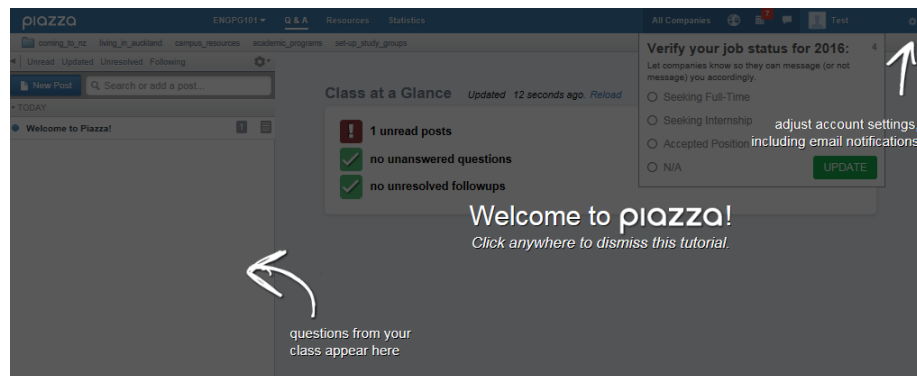 piazza ENGPG101 Q & A Resources Statistics All Companies 7 Test
coming_to_nz living_in_auckland campus_resources academic_programs set-up_study_groups
Unread Updated Unresolved Following
New Post Search or add a post...
TODAY
Welcome to Piazza! 1
Class at a Glance Updated 12 seconds ago. Reload
1 unread posts
no unanswered questions
no unresolved followups
Verify your job status for 2016: 4
Let companies know so they can message (or not
message) you accordingly.
Seeking Full-Time
Seeking Internship
Accepted Position
N/A
UPDATE
adjust account settings,
including email notifications
Welcome to piazza!
Click anywhere to dismiss this tutorial.
questions from your
class appear here